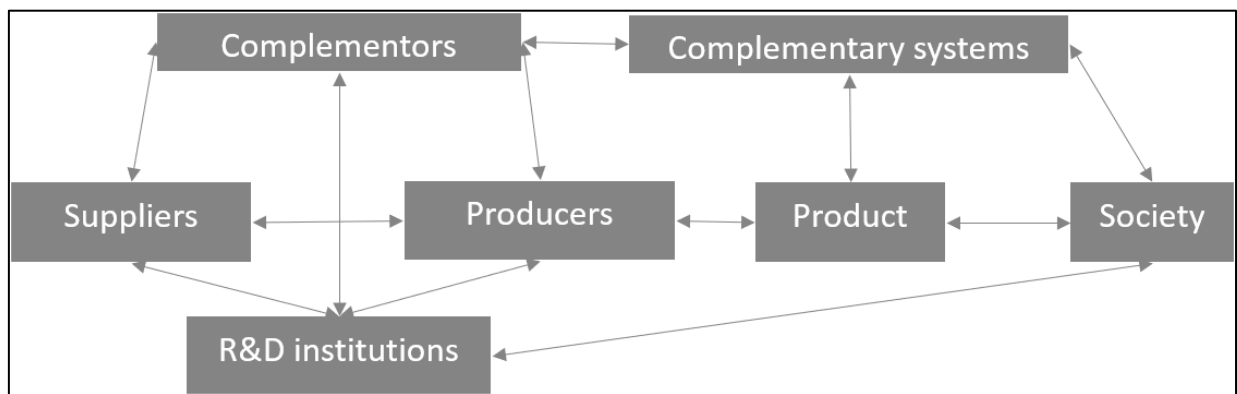 Complementors
Complementary systems
Suppliers
Producers
Product
Society
R&D institutions